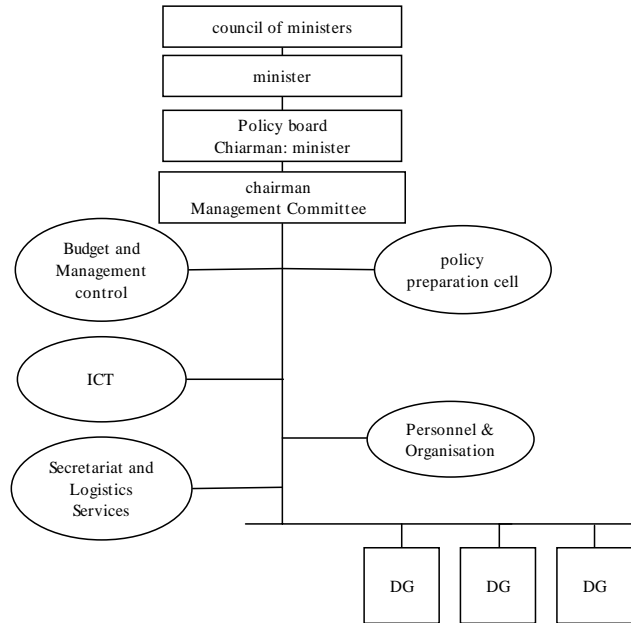 council of ministers
minister
Policy board
Chiarman: minister
chairman
Management Committee
Budget and
Management
control
policy
preparation cell
ICT
Personnel &
Organisation
Secretariat and
Logistics
Services
DG
DG
DG